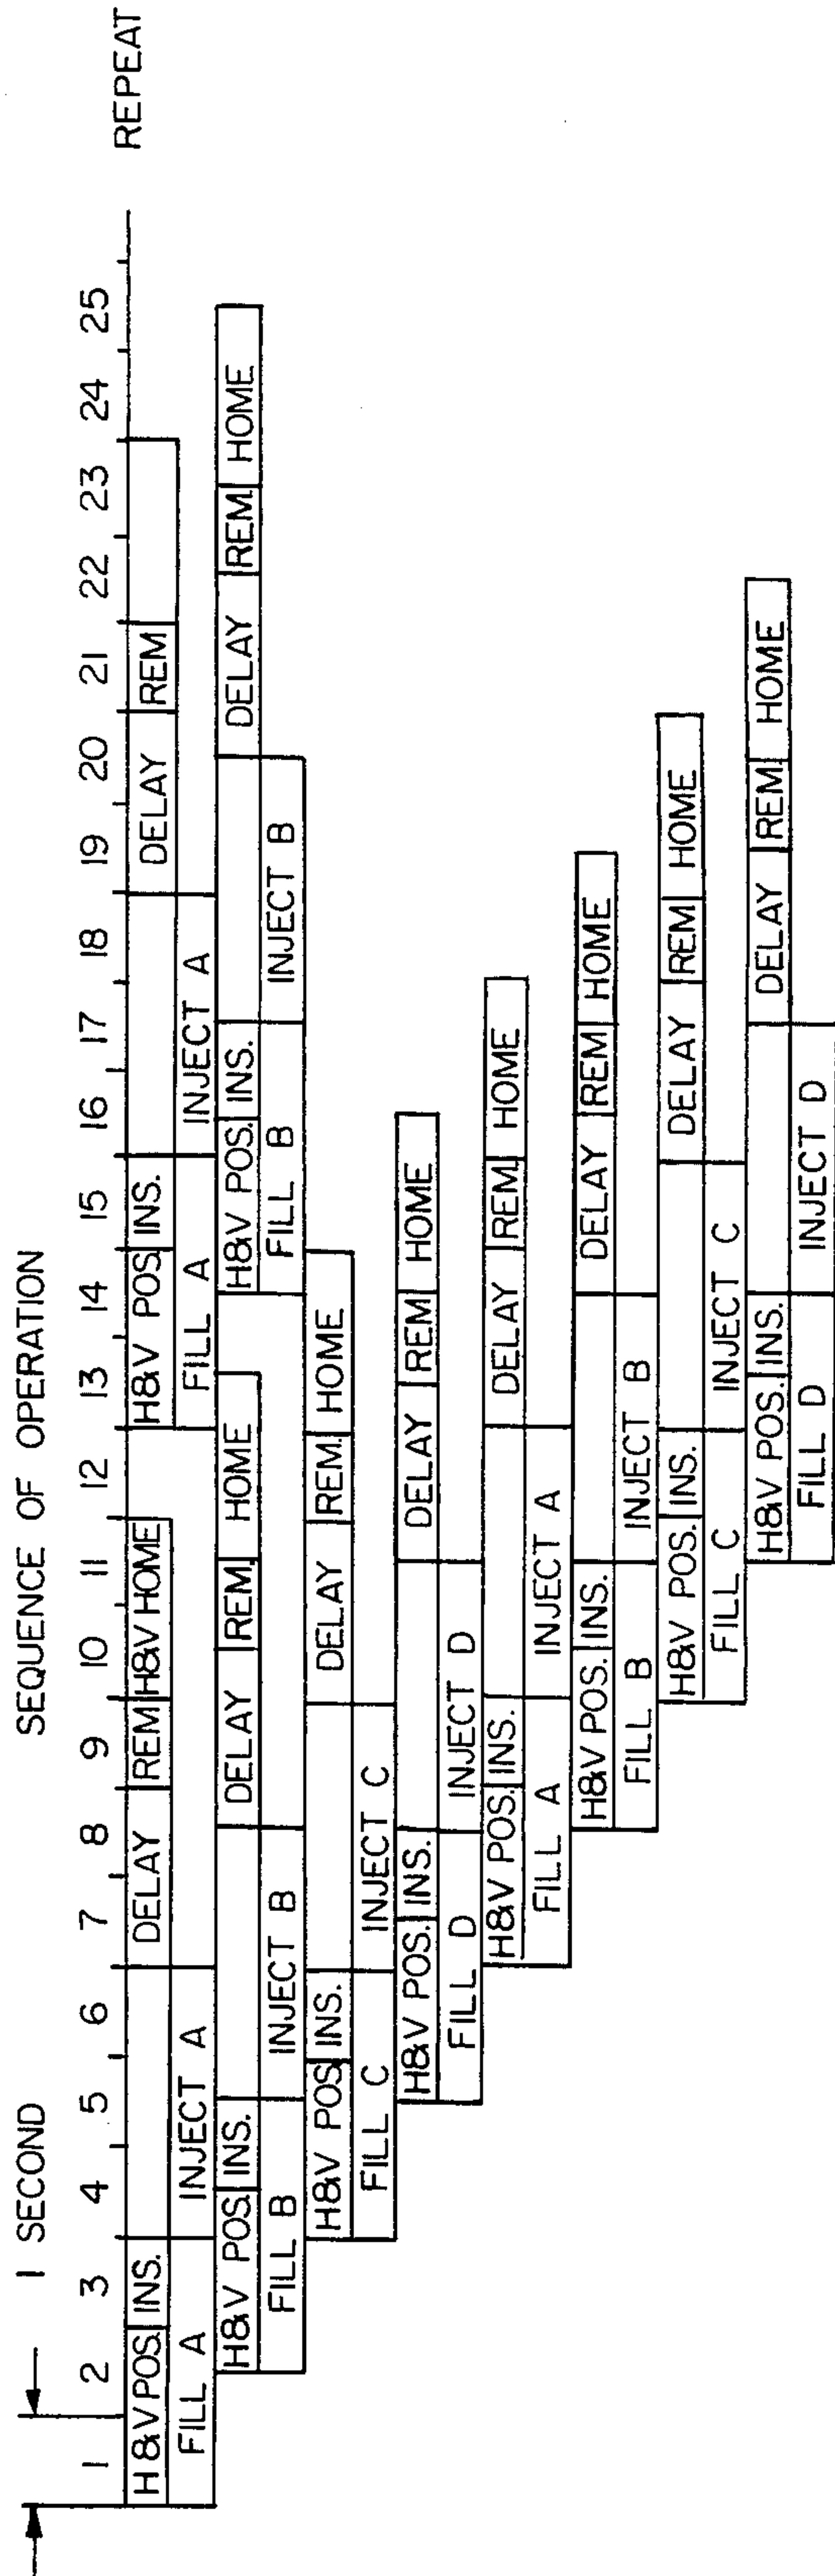 SEQUENCE OF OPERATION
1 SECOND
1 2 3 4 5 6 7 8 9 10 11 12 13 14 15 16 17 18 19 20 21 22 23 24 25 REPEAT
H&V POS. INS. DELAY REM H&V HOME H&V POS. INS. DELAY REM
FILL A INJECT A FILL A INJECT A
H&V POS. INS. DELAY REM. HOME H&V POS. INS. DELAY REM. HOME
FILL B INJECT B FILL B INJECT B
H&V POS. INS. DELAY REM. HOME
FILL C INJECT C
H&V POS. INS. DELAY REM HOME
FILL D INJECT D
H&V POS. INS. DELAY REM. HOME
FILL A INJECT A
H&V POS. INS. DELAY REM HOME
FILL B INJECT B
H&V POS. INS. DELAY REM HOME
FILL C INJECT C
H&V POS. INS. DELAY REM. HOME
FILL D INJECT D